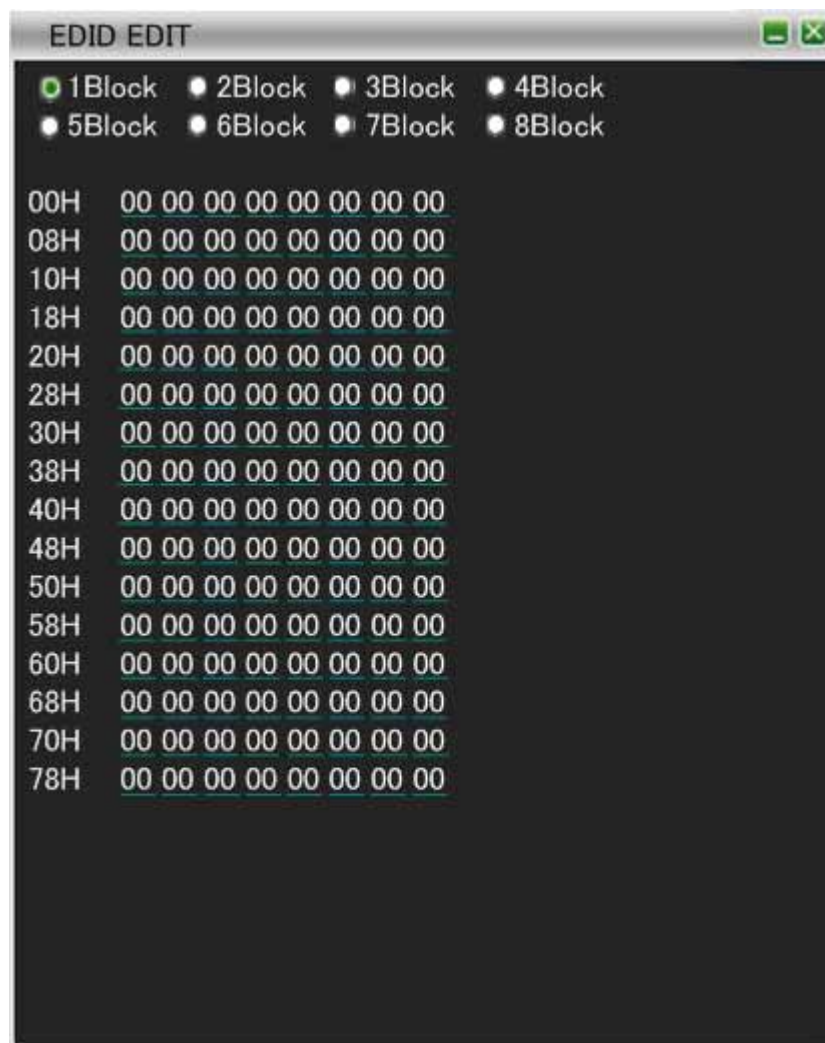 EDID EDIT
1Block 2Block 3Block 4Block
5Block 6Block 7Block 8Block
00H 00 00 00 00 00 00 00 00
08H 00 00 00 00 00 00 00 00
10H 00 00 00 00 00 00 00 00
18H 00 00 00 00 00 00 00 00
20H 00 00 00 00 00 00 00 00
28H 00 00 00 00 00 00 00 00
30H 00 00 00 00 00 00 00 00
38H 00 00 00 00 00 00 00 00
40H 00 00 00 00 00 00 00 00
48H 00 00 00 00 00 00 00 00
50H 00 00 00 00 00 00 00 00
58H 00 00 00 00 00 00 00 00
60H 00 00 00 00 00 00 00 00
68H 00 00 00 00 00 00 00 00
70H 00 00 00 00 00 00 00 00
78H 00 00 00 00 00 00 00 00